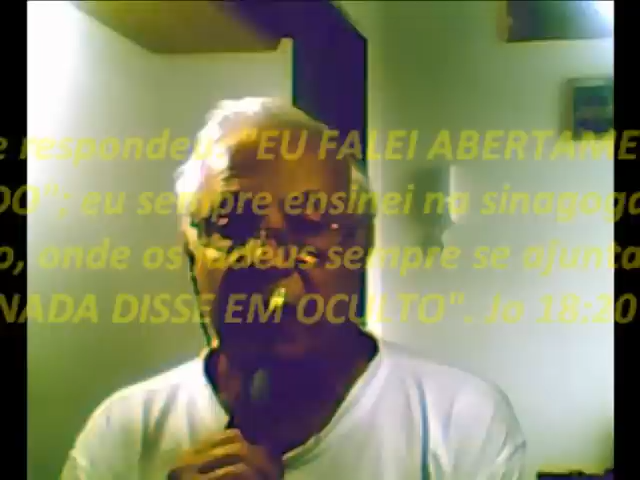 e respondeu: "EU FALEI ABERTAME
DO"; eu sempre ensinei na sinagoga
o, onde os judeus sempre se ajunta
NADA DISSE EM OCULTO". Jo 18:20